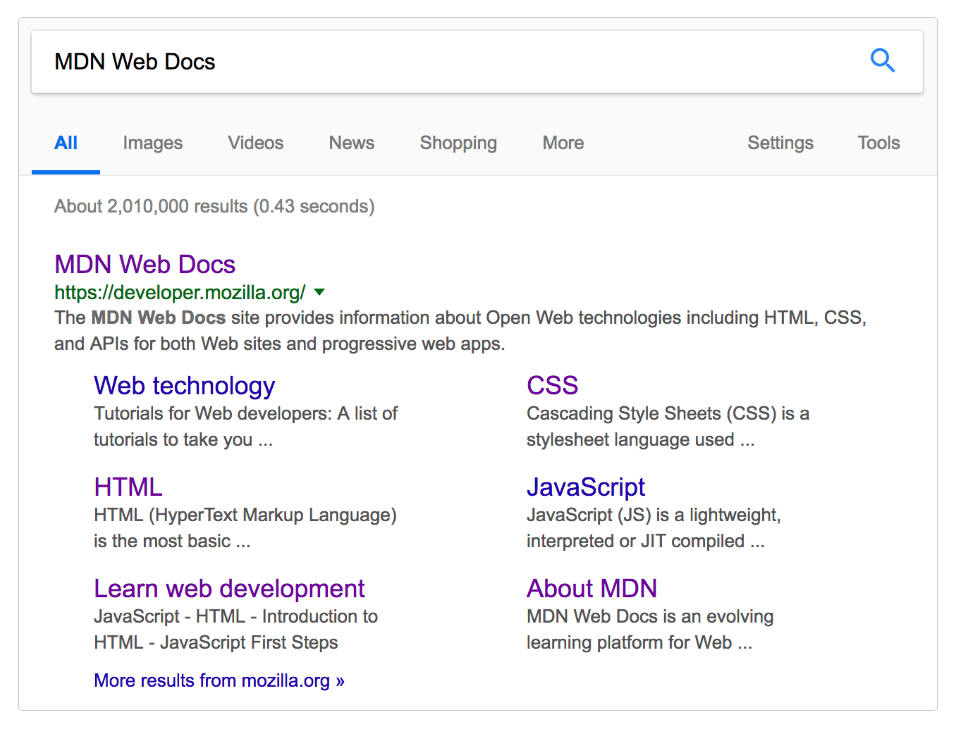 MDN Web Docs
All Images Videos News Shopping More Settings Tools
About 2,010,000 results (0.43 seconds)
MDN Web Docs
https://developer.mozilla.org/
The MDN Web Docs site provides information about Open Web technologies including HTML, CSS,
and APIs for both Web sites and progressive web apps.
Web technology
Tutorials for Web developers: A list of
tutorials to take you ...
CSS
Cascading Style Sheets (CSS) is a
stylesheet language used ...
HTML
HTML (HyperText Markup Language)
is the most basic ...
JavaScript
JavaScript (JS) is a lightweight,
interpreted or JIT compiled ...
Learn web development
JavaScript - HTML - Introduction to
HTML - JavaScript First Steps
About MDN
MDN Web Docs is an evolving
learning platform for Web ...
More results from mozilla.org »